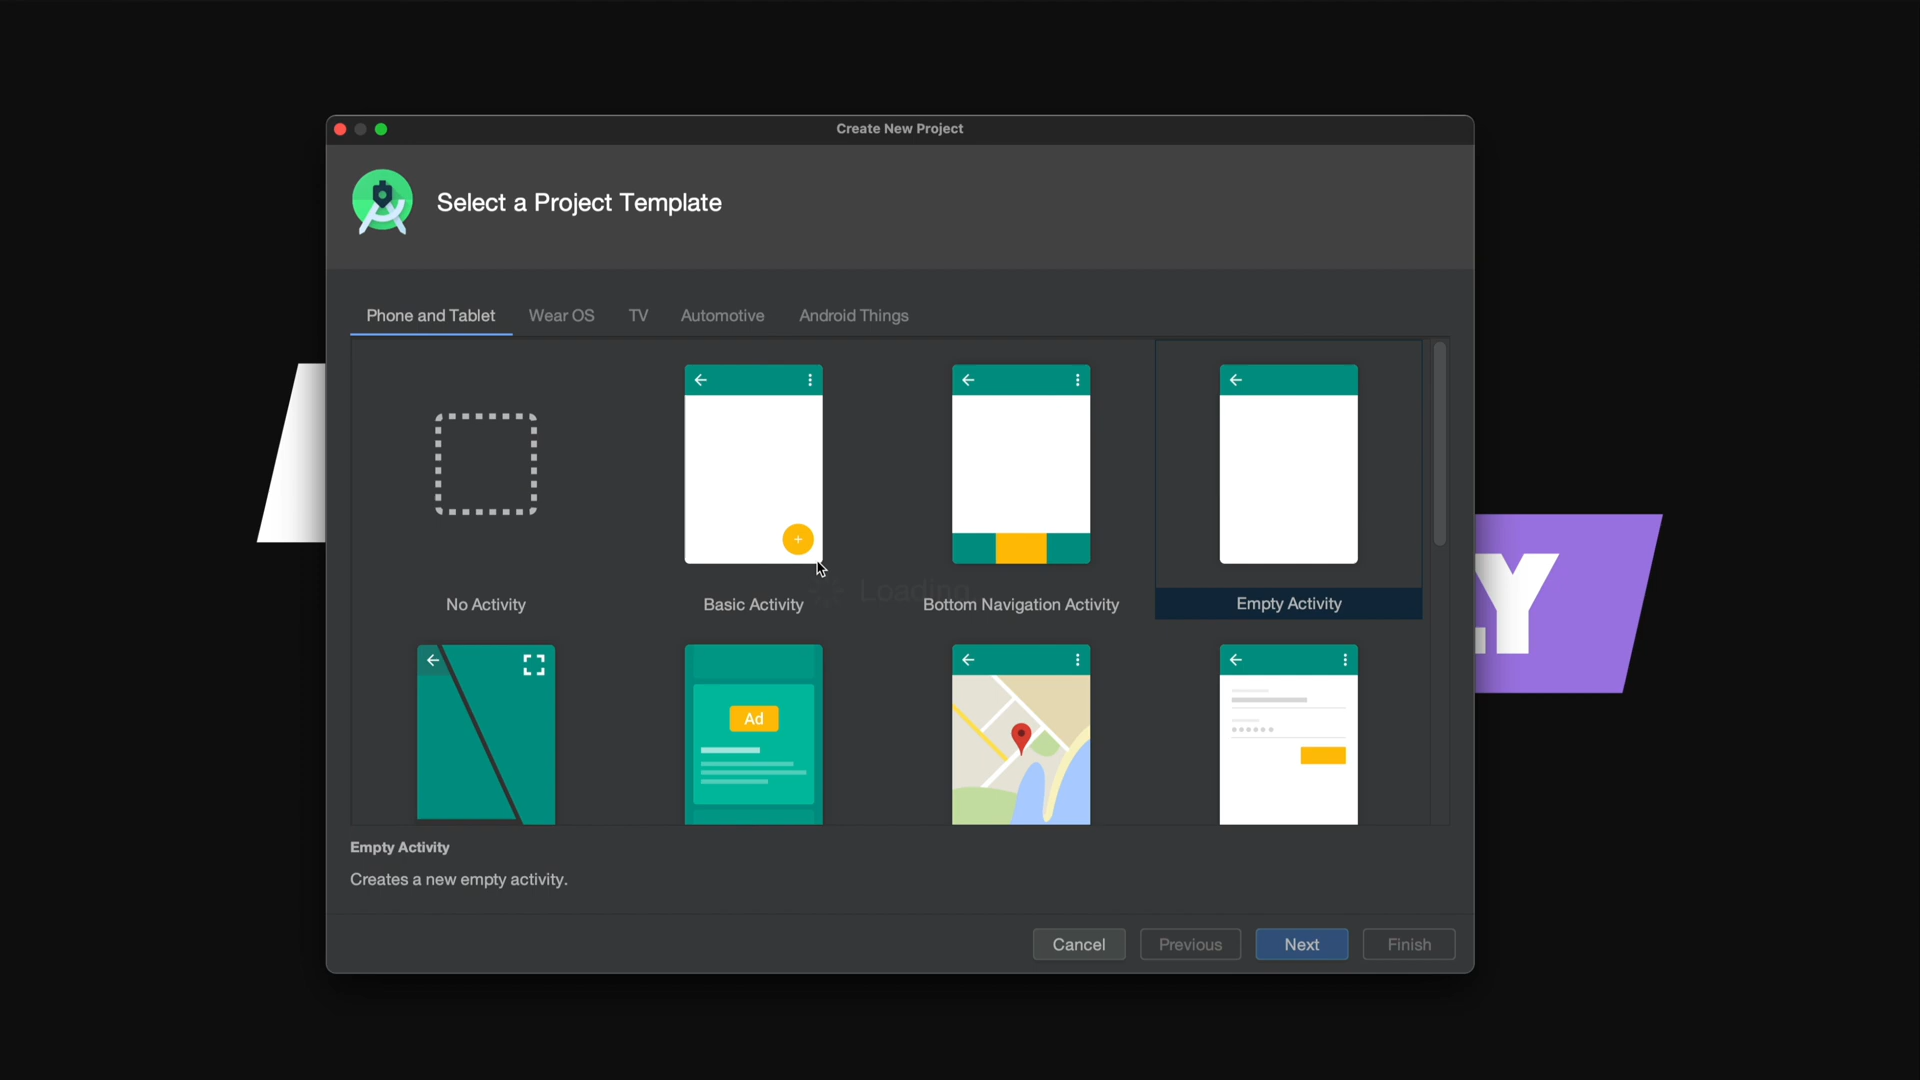 Create New Project
Select a Project Template
Phone and Tablet Wear OS TV Automotive Android Things
No Activity Basic Activity Bottom Navigation Activity Empty Activity
Loading
Ad
Y
Empty Activity
Creates a new empty activity.
Cancel Previous Next Finish